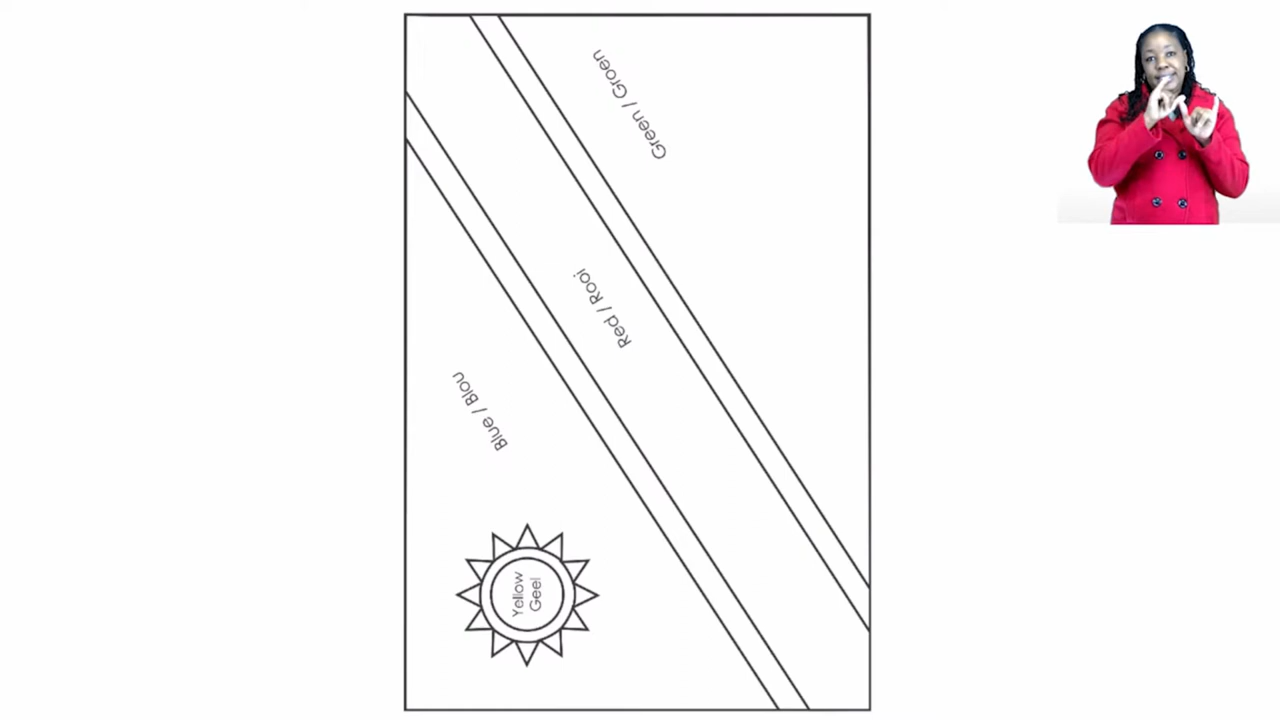 Green / Groen
Red / Rooi
Blue / Blou
Yellow
Geel